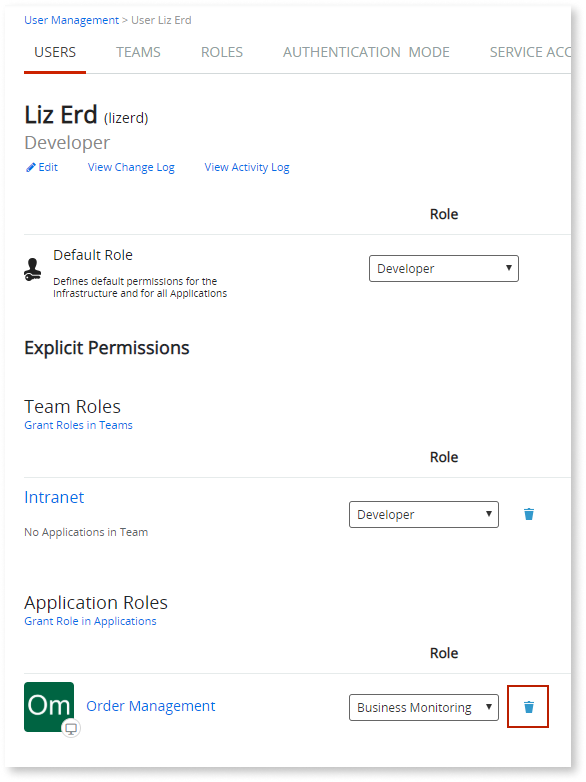 User Management > User Liz Erd
USERS TEAMS ROLES AUTHENTICATION MODE SERVICE ACC
Liz Erd (lizerd)
Developer
Edit View Change Log View Activity Log
Role
Default Role
Defines default permissions for the
infrastructure and for all Applications
Developer
Explicit Permissions
Team Roles
Grant Roles in Teams
Role
Intranet
Developer
No Applications in Team
Application Roles
Grant Role in Applications
Role
Om
Order Management
Business Monitoring